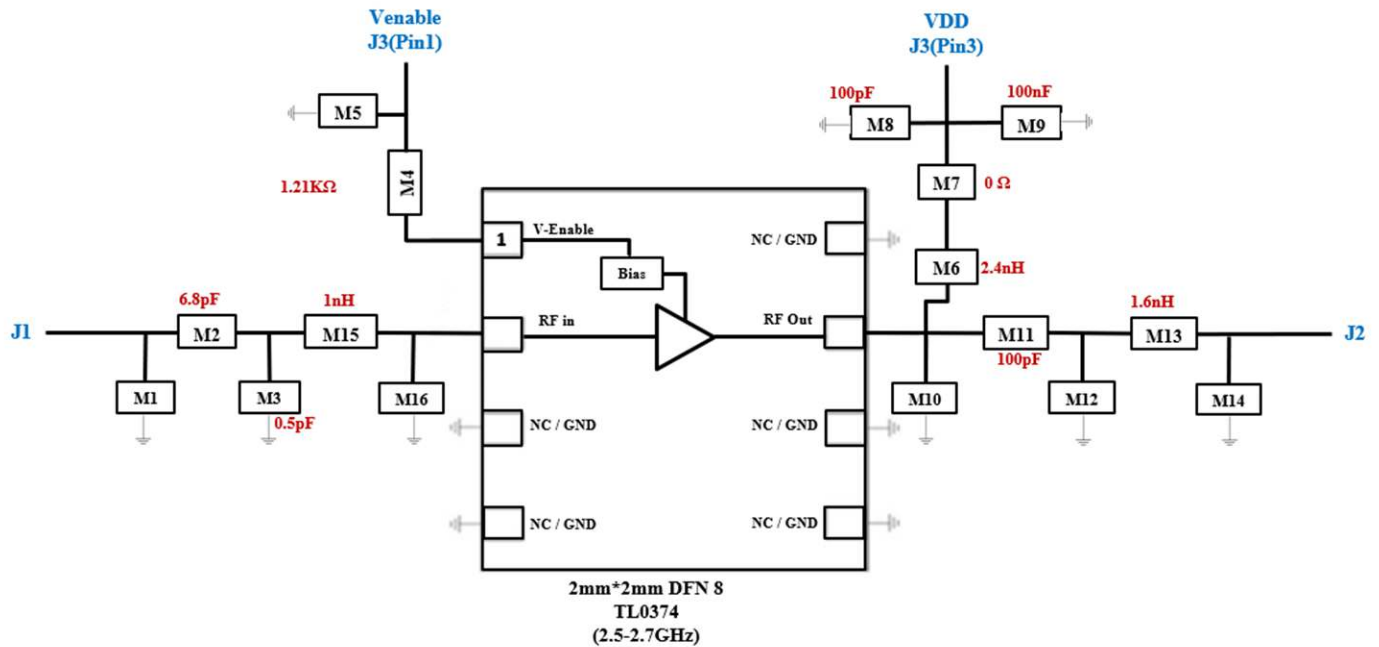 Venable
J3(Pin1)
VDD
J3(Pin3)
100pF
100nF
M5
M8
M9
1.21KΩ
M4
M7
0 Ω
1
V-Enable
NC / GND
Bias
M6
2.4nH
6.8pF
1nH
1.6nH
J1
M2
M15
RF in
RF Out
M11
M13
J2
100pF
M1
M3
M16
M10
M12
M14
0.5pF
NC / GND
NC / GND
NC / GND
NC / GND
2mm*2mm DFN 8
TL0374
(2.5-2.7GHz)